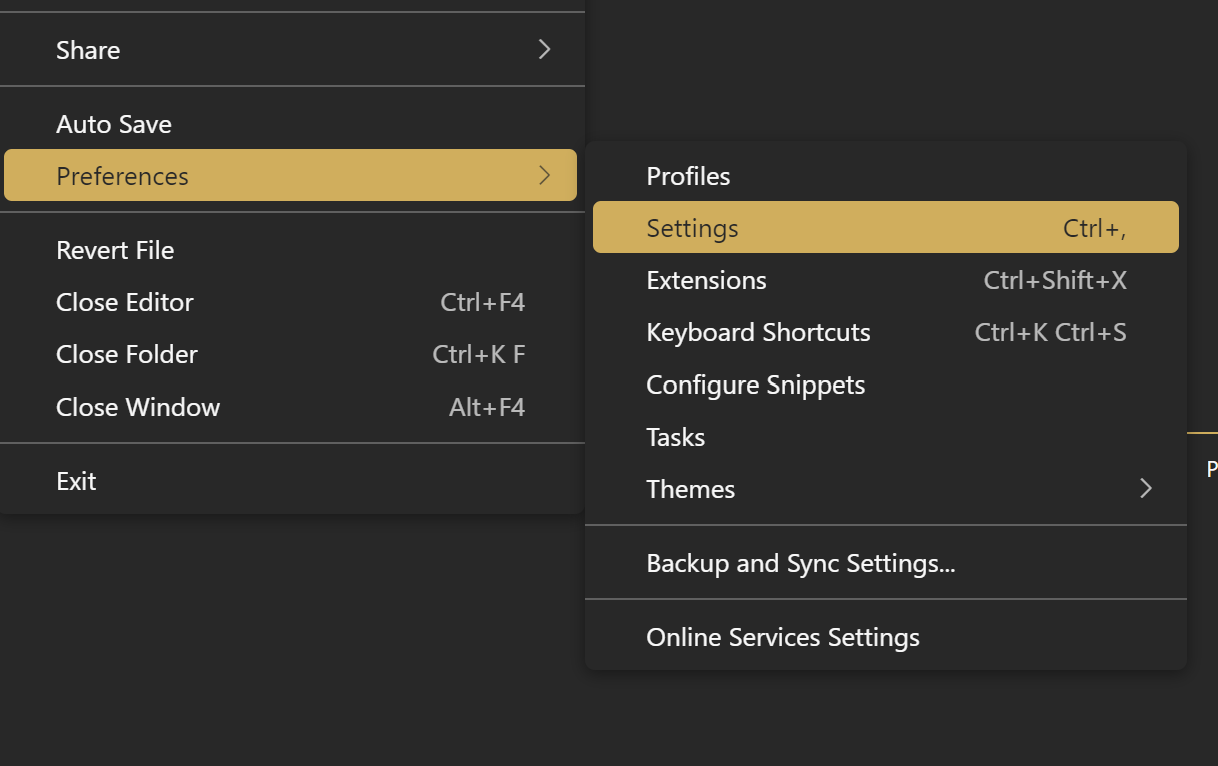 Share
Auto Save
Preferences
Revert File
Close Editor Ctrl+F4
Close Folder Ctrl+K F
Close Window Alt+F4
Exit
Profiles
Settings Ctrl+,
Extensions Ctrl+Shift+X
Keyboard Shortcuts Ctrl+K Ctrl+S
Configure Snippets
Tasks
Themes
Backup and Sync Settings...
Online Services Settings